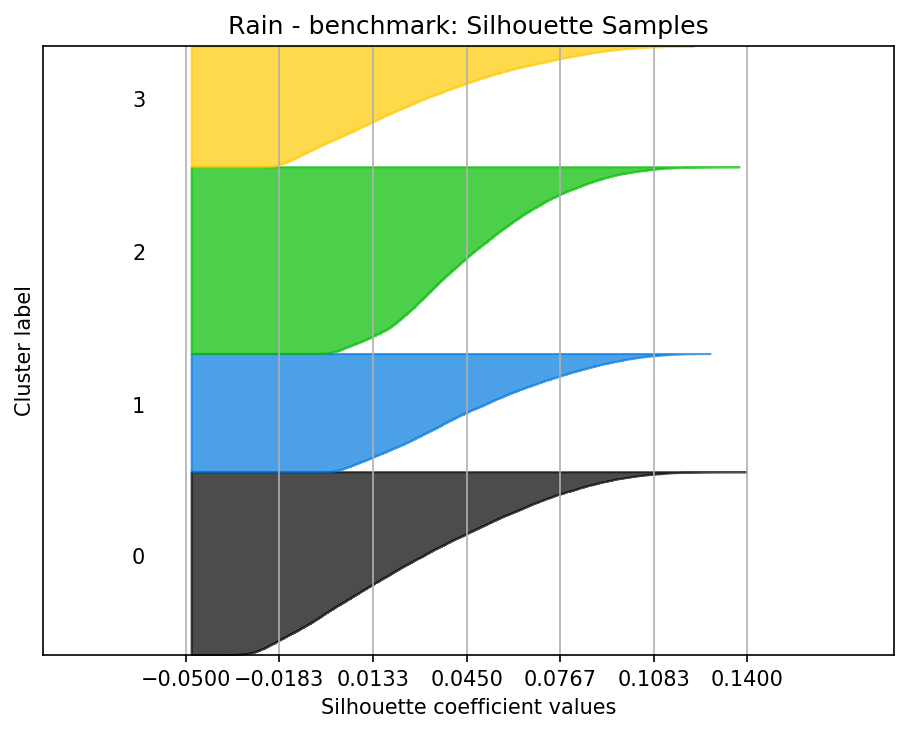 Rain - benchmark: Silhouette Samples
3
2
1
0
Cluster label
−0.0500 −0.0183 0.0133 0.0450 0.0767 0.1083 0.1400
Silhouette coefficient values